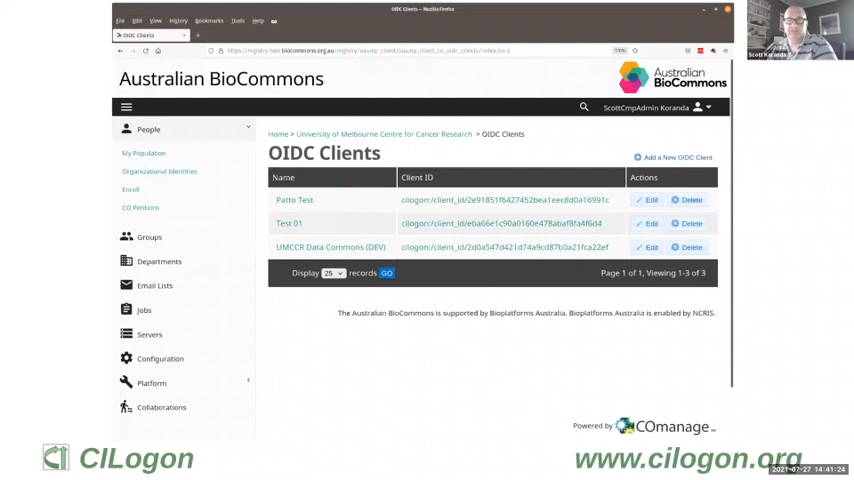 OIDC Clients — Mozilla Firefox
File Edit View History Bookmarks Tools Help
OIDC Clients
Australian BioCommons
Australian
BioCommons
ScottCmpAdmin Koranda
Scott Koranda
People
My Population
Organizational Identities
Enroll
CO Petitions
Groups
Departments
Email Lists
Jobs
Servers
Configuration
Platform
Collaborations
Home > University of Melbourne Centre for Cancer Research > OIDC Clients
OIDC Clients
Add a New OIDC Client
Name Client ID Actions
Patto Test cilogon:/client_id/2e91851f6427452bea1eec8d0a16991c Edit Delete
Test 01 cilogon:/client_id/eba66e1c90a0160e478abaf8fa4f6d4 Edit Delete
UMCCR Data Commons (DEV) cilogon:/client_id/2d0a547d421d74a9cd87b0a21fca22ef Edit Delete
Display 25 records GO Page 1 of 1, Viewing 1-3 of 3
The Australian BioCommons is supported by Bioplatforms Australia. Bioplatforms Australia is enabled by NCRIS.
Powered by COmanage
CILogon
www.cilogon.org
2021-07-27 14:41:24